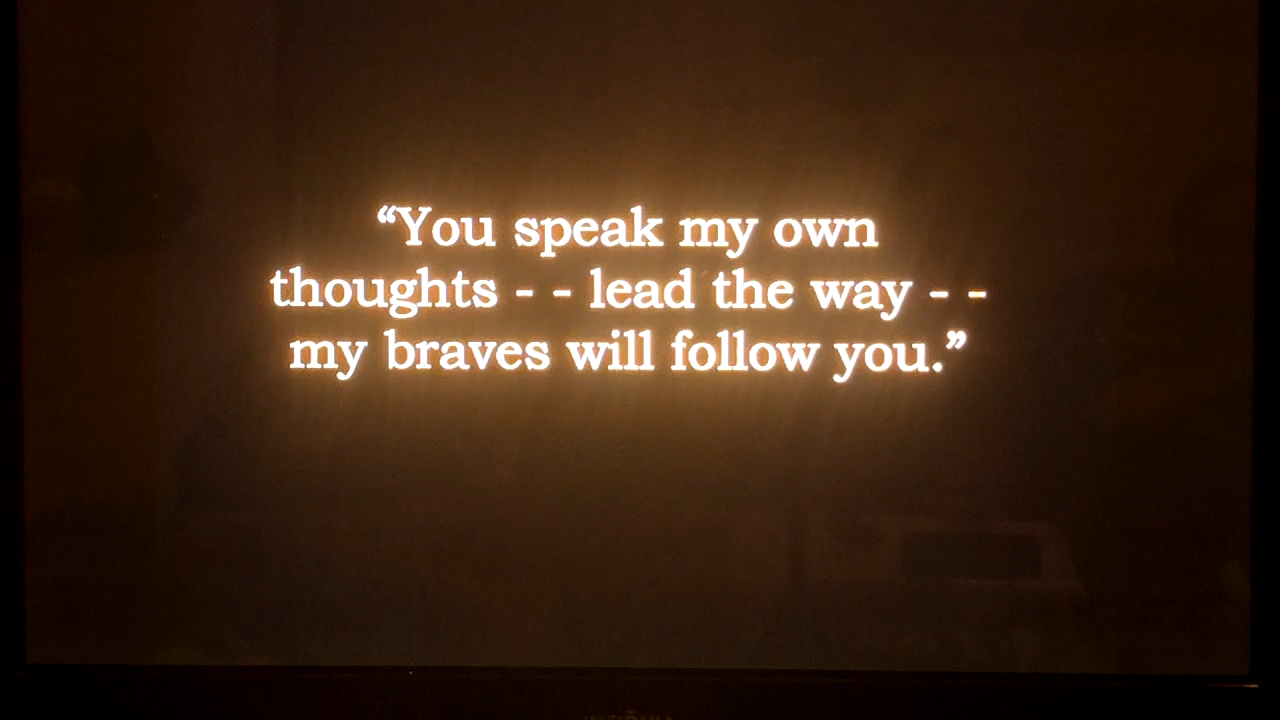 “You speak my own
thoughts - - lead the way - -
my braves will follow you.”